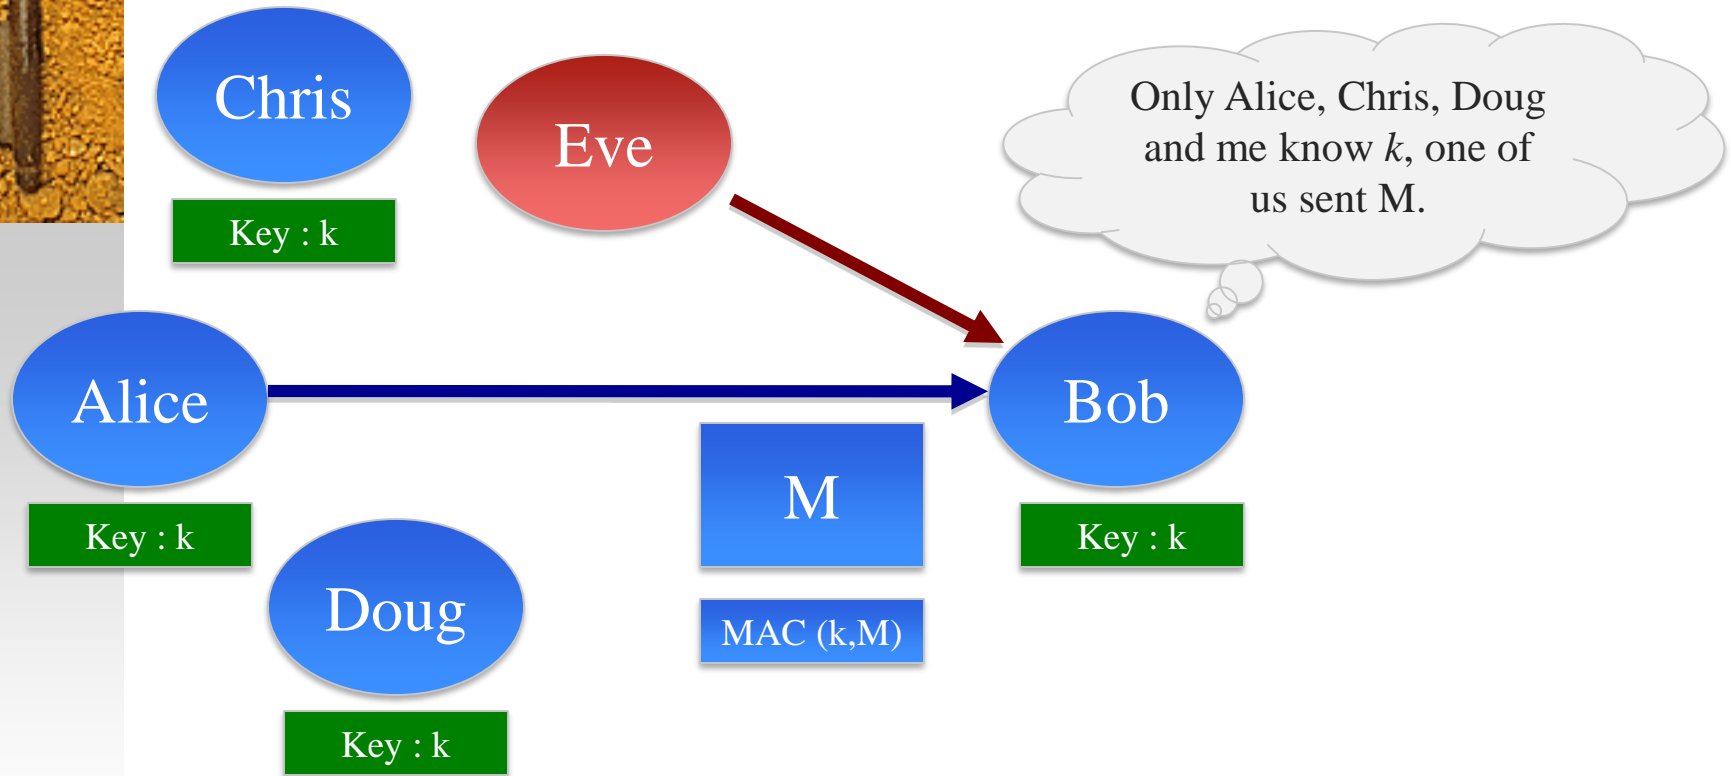 Chris
Eve
Only Alice, Chris, Doug
and me know k, one of
us sent M.
Key : k
Alice
Bob
M
Key : k
Key : k
Doug
MAC (k,M)
Key : k